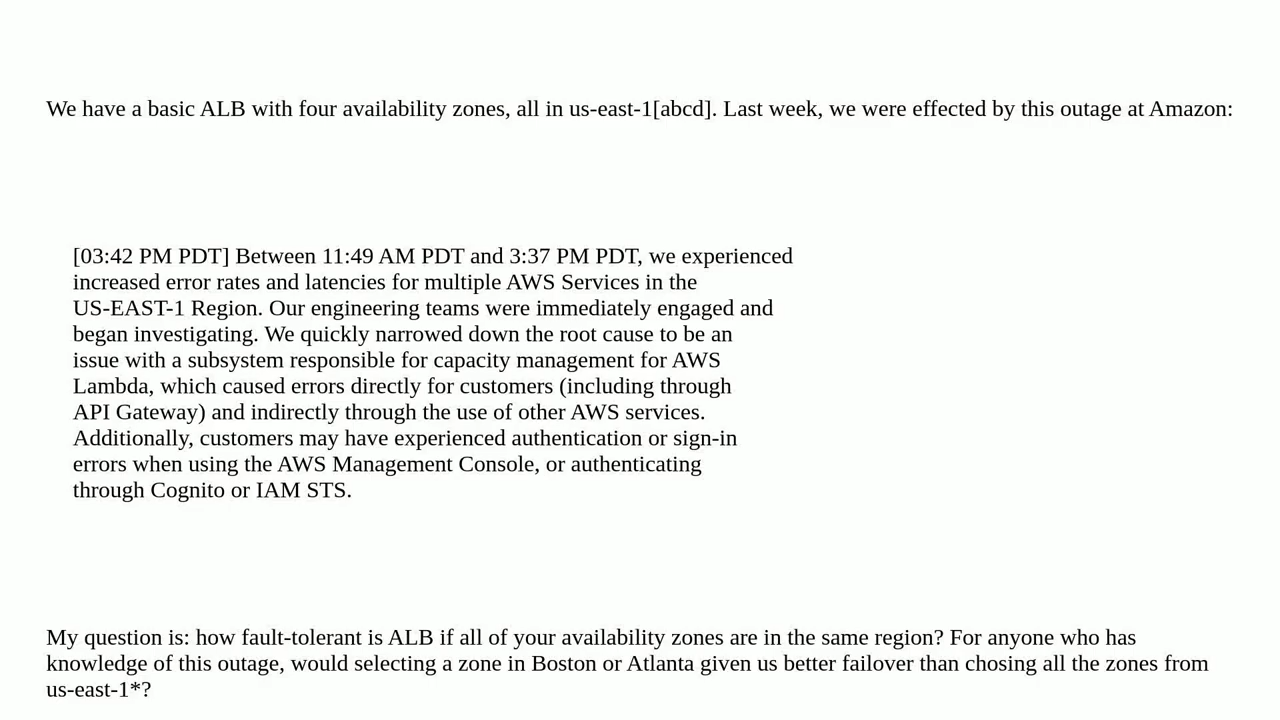 We have a basic ALB with four availability zones, all in us-east-1[abcd]. Last week, we were effected by this outage at Amazon:
[03:42 PM PDT] Between 11:49 AM PDT and 3:37 PM PDT, we experienced
increased error rates and latencies for multiple AWS Services in the
US-EAST-1 Region. Our engineering teams were immediately engaged and
began investigating. We quickly narrowed down the root cause to be an
issue with a subsystem responsible for capacity management for AWS
Lambda, which caused errors directly for customers (including through
API Gateway) and indirectly through the use of other AWS services.
Additionally, customers may have experienced authentication or sign-in
errors when using the AWS Management Console, or authenticating
through Cognito or IAM STS.
My question is: how fault-tolerant is ALB if all of your availability zones are in the same region? For anyone who has
knowledge of this outage, would selecting a zone in Boston or Atlanta given us better failover than chosing all the zones from
us-east-1*?